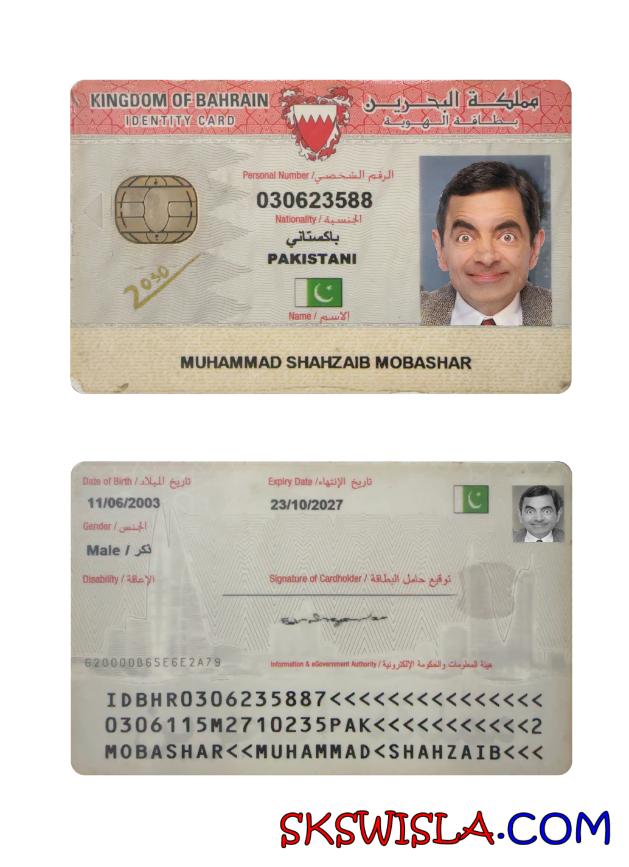 KINGDOM OF BAHRAIN
IDENTITY CARD
مملكة البحرين
بطاقة الهوية
Personal Number / الرقم الشخصي
030623588
Nationality / الجنسية
باكستاني
PAKISTANI
2030
Name / الاسم
MUHAMMAD SHAHZAIB MOBASHAR
Date of Birth / تاريخ الميلاد
Expiry Date / تاريخ الإنتهاء
11/06/2003
23/10/2027
Gender / الجنس
Male / ذكر
Disability / الإعاقة
Signature of Cardholder / توقيع حامل البطاقة
620000B65E6E2A79
Information & eGovernment Authority / هيئة المعلومات والحكومة الإلكترونية
IDBHR0306235887<<<<<<<<<<<<<<<
0306115M2710235PAK<<<<<<<<<<<2
MOBASHAR<<MUHAMMAD<SHAHZAIB<<<
SKSWISLA.COM